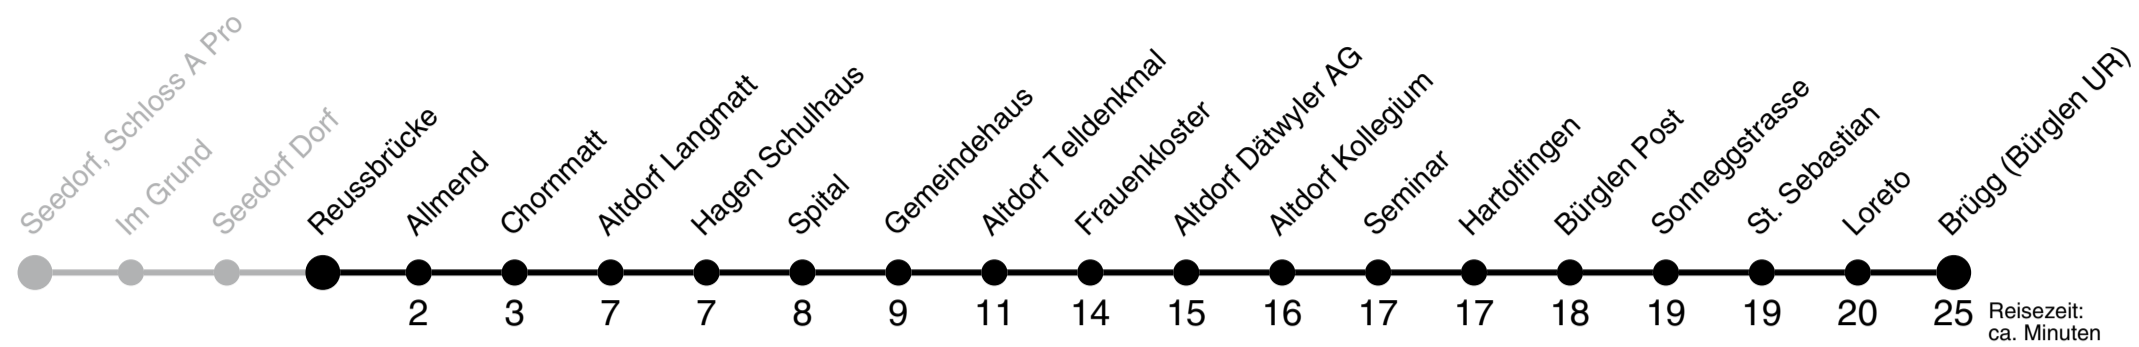 Seedorf, Schloss A Pro
Im Grund
Seedorf Dorf
Reussbrücke
Allmend
Chornmatt
Altdorf Langmatt
Hagen Schulhaus
Spital
Gemeindehaus
Altdorf Telldenkmal
Frauenkloster
Altdorf Dätwyler AG
Altdorf Kollegium
Seminar
Hartolfingen
Bürglen Post
Sonneggstrasse
St. Sebastian
Loreto
Brügg (Bürglen UR)
2 3 7 7 8 9 11 14 15 16 17 17 18 19 19 20 25
Reisezeit:
ca. Minuten